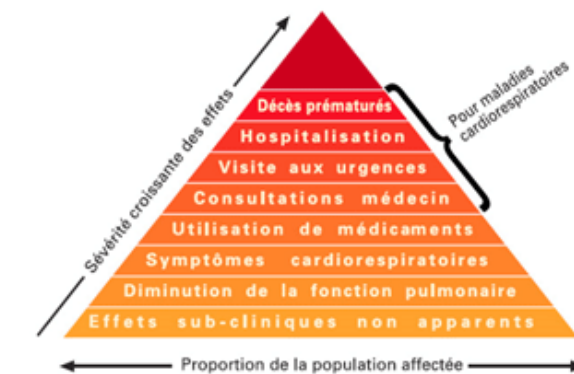 Sévérité croissante des effets
Pour maladies
cardiorespiratoires
Décès prématurés
Hospitalisation
Visite aux urgences
Consultations médecin
Utilisation de médicaments
Symptômes cardiorespiratoires
Diminution de la fonction pulmonaire
Effets sub-cliniques non apparents
Proportion de la population affectée